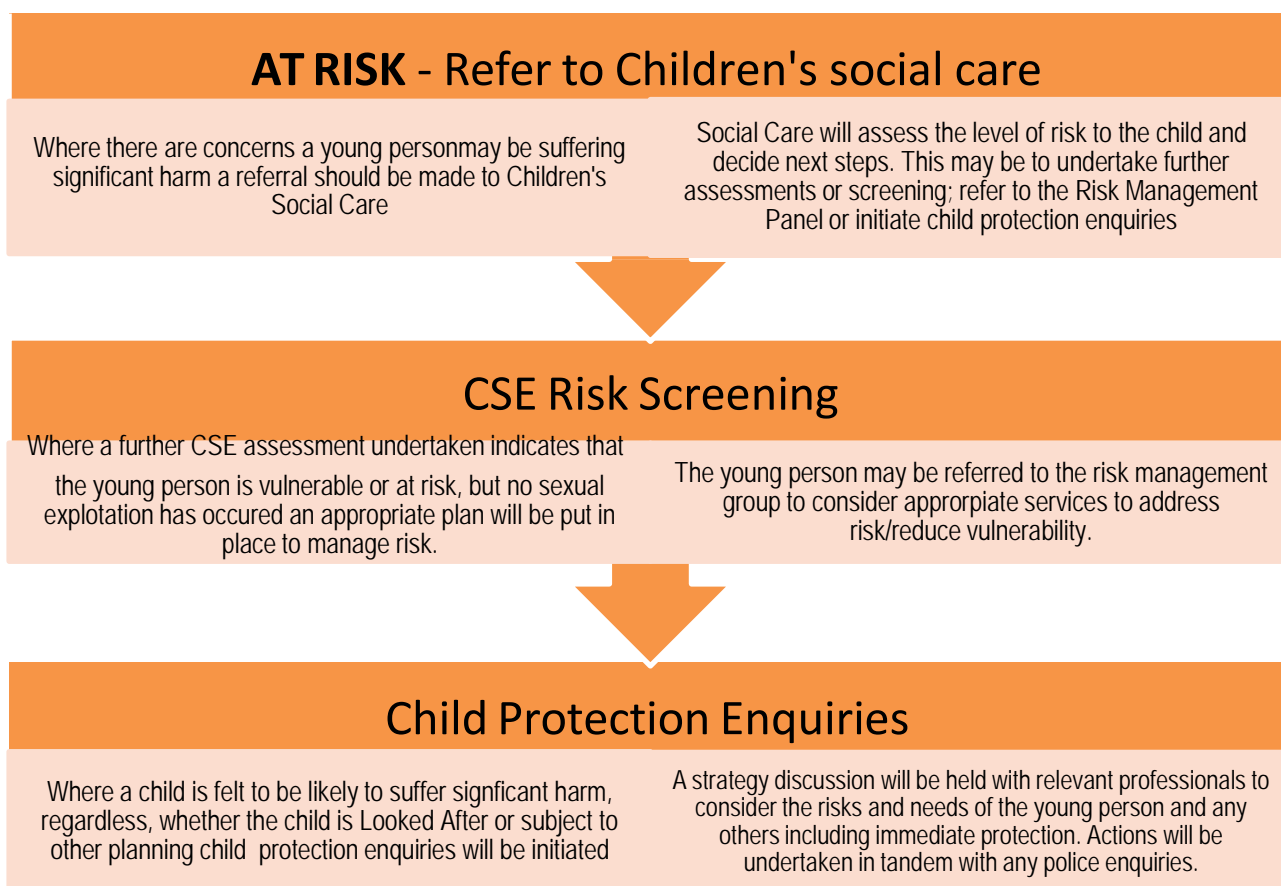 AT RISK - Refer to Children's social care
Where there are concerns a young personmay be suffering
significant harm a referral should be made to Children's
Social Care
Social Care will assess the level of risk to the child and
decide next steps. This may be to undertake further
assessments or screening; refer to the Risk Management
Panel or initiate child protection enquiries
CSE Risk Screening
Where a further CSE assessment undertaken indicates that
the young person is vulnerable or at risk, but no sexual
explotation has occured an appropriate plan will be put in
place to manage risk.
The young person may be referred to the risk management
group to consider approrpiate services to address
risk/reduce vulnerability.
Child Protection Enquiries
Where a child is felt to be likely to suffer signficant harm,
regardless, whether the child is Looked After or subject to
other planning child protection enquiries will be initiated
A strategy discussion will be held with relevant professionals to
consider the risks and needs of the young person and any
others including immediate protection. Actions will be
undertaken in tandem with any police enquiries.